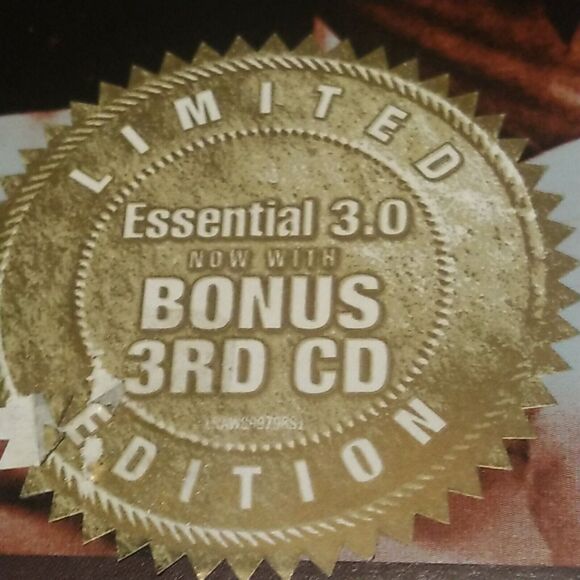 LIMITED
Essential 3.0
NOW WITH
BONUS
3RD CD
EDITION